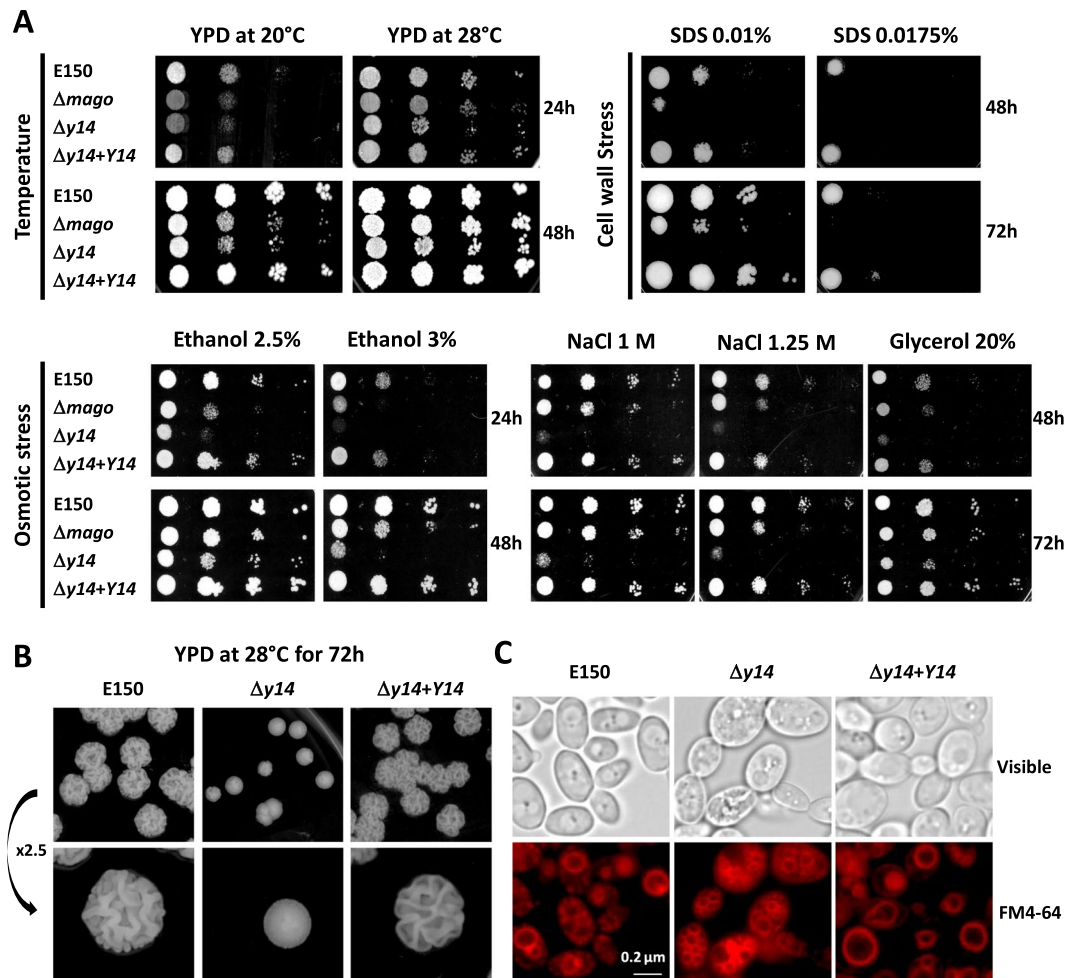 A
YPD at 20°C
YPD at 28°C
SDS 0.01%
SDS 0.0175%
Temperature
E150
Δmago
Δy14
Δy14+Y14
24h
E150
Δmago
Δy14
Δy14+Y14
48h
Cell wall Stress
48h
72h
Ethanol 2.5%
Ethanol 3%
NaCl 1 M
NaCl 1.25 M
Glycerol 20%
Osmotic stress
E150
Δmago
Δy14
Δy14+Y14
24h
48h
E150
Δmago
Δy14
Δy14+Y14
48h
72h
B
YPD at 28°C for 72h
E150
Δy14
Δy14+Y14
x2.5
C
E150
Δy14
Δy14+Y14
Visible
FM4-64
0.2 µm